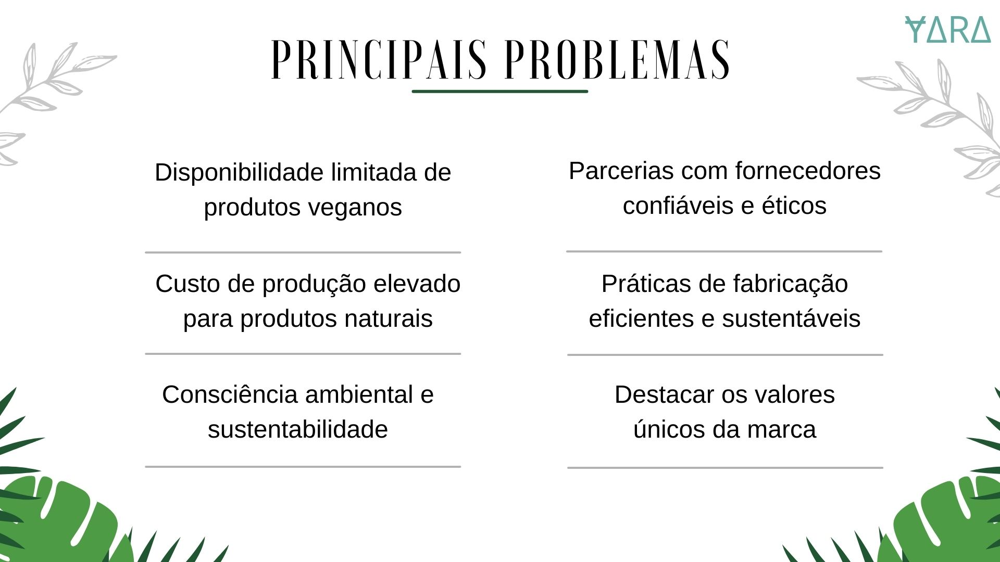 YARA
PRINCIPAIS PROBLEMAS
Disponibilidade limitada de
produtos veganos
Parcerias com fornecedores
confiáveis e éticos
Custo de produção elevado
para produtos naturais
Práticas de fabricação
eficientes e sustentáveis
Consciência ambiental e
sustentabilidade
Destacar os valores
únicos da marca